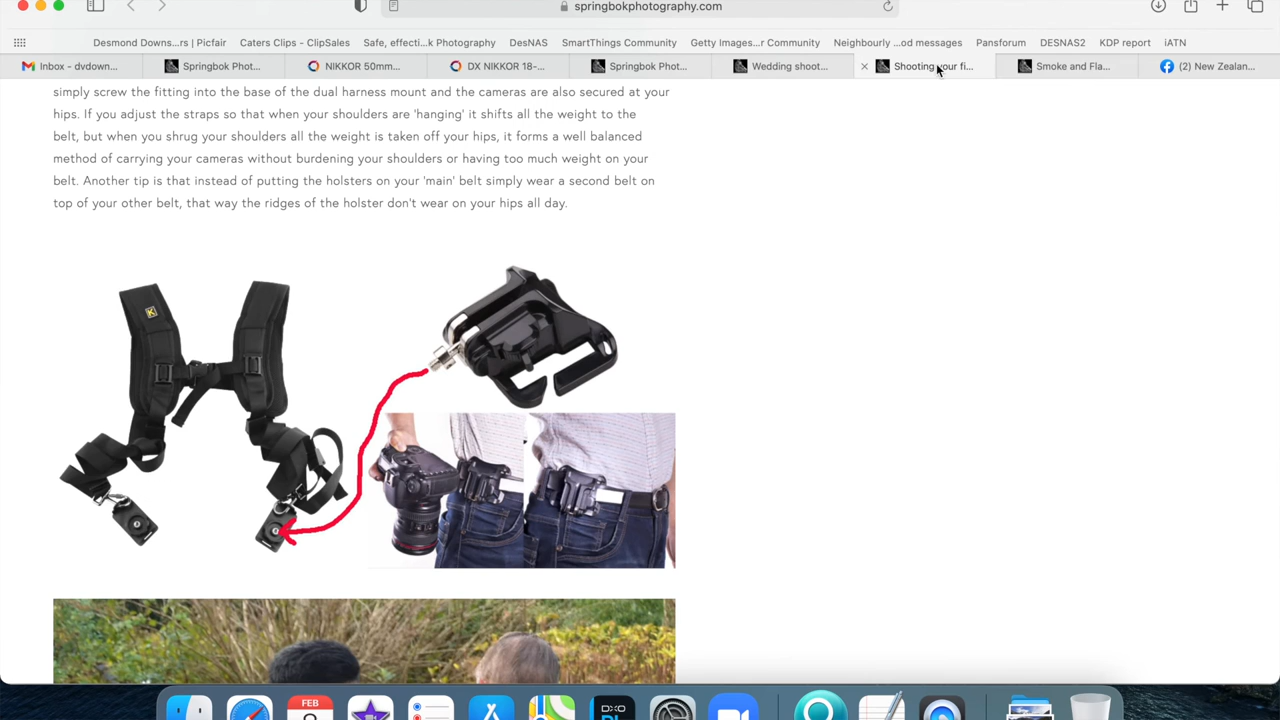 springbokphotography.com
Desmond Downs...rs | Picfair Caters Clips - ClipSales Safe, effecti...k Photography DesNAS SmartThings Community Getty Images...r Community Neighbourly ...od messages Pansforum DESNAS2 KDP report iATN
Inbox - dvdown... Springbok Phot... NIKKOR 50mm... DX NIKKOR 18-... Springbok Phot... Wedding shoot... Shooting your fi... Smoke and Fla... (2) New Zealan...
simply screw the fitting into the base of the dual harness mount and the cameras are also secured at your
hips. If you adjust the straps so that when your shoulders are 'hanging' it shifts all the weight to the
belt, but when you shrug your shoulders all the weight is taken off your hips, it forms a well balanced
method of carrying your cameras without burdening your shoulders or having too much weight on your
belt. Another tip is that instead of putting the holsters on your 'main' belt simply wear a second belt on
top of your other belt, that way the ridges of the holster don't wear on your hips all day.
K
FEB
DXO